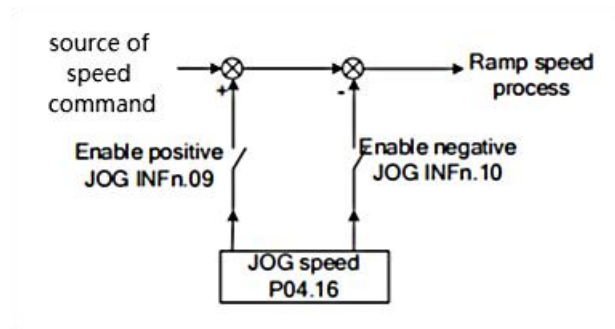 source of
speed
command
+
-
Ramp speed
process
Enable positive
JOG INFn.09
Enable negative
JOG INFn.10
JOG speed
P04.16